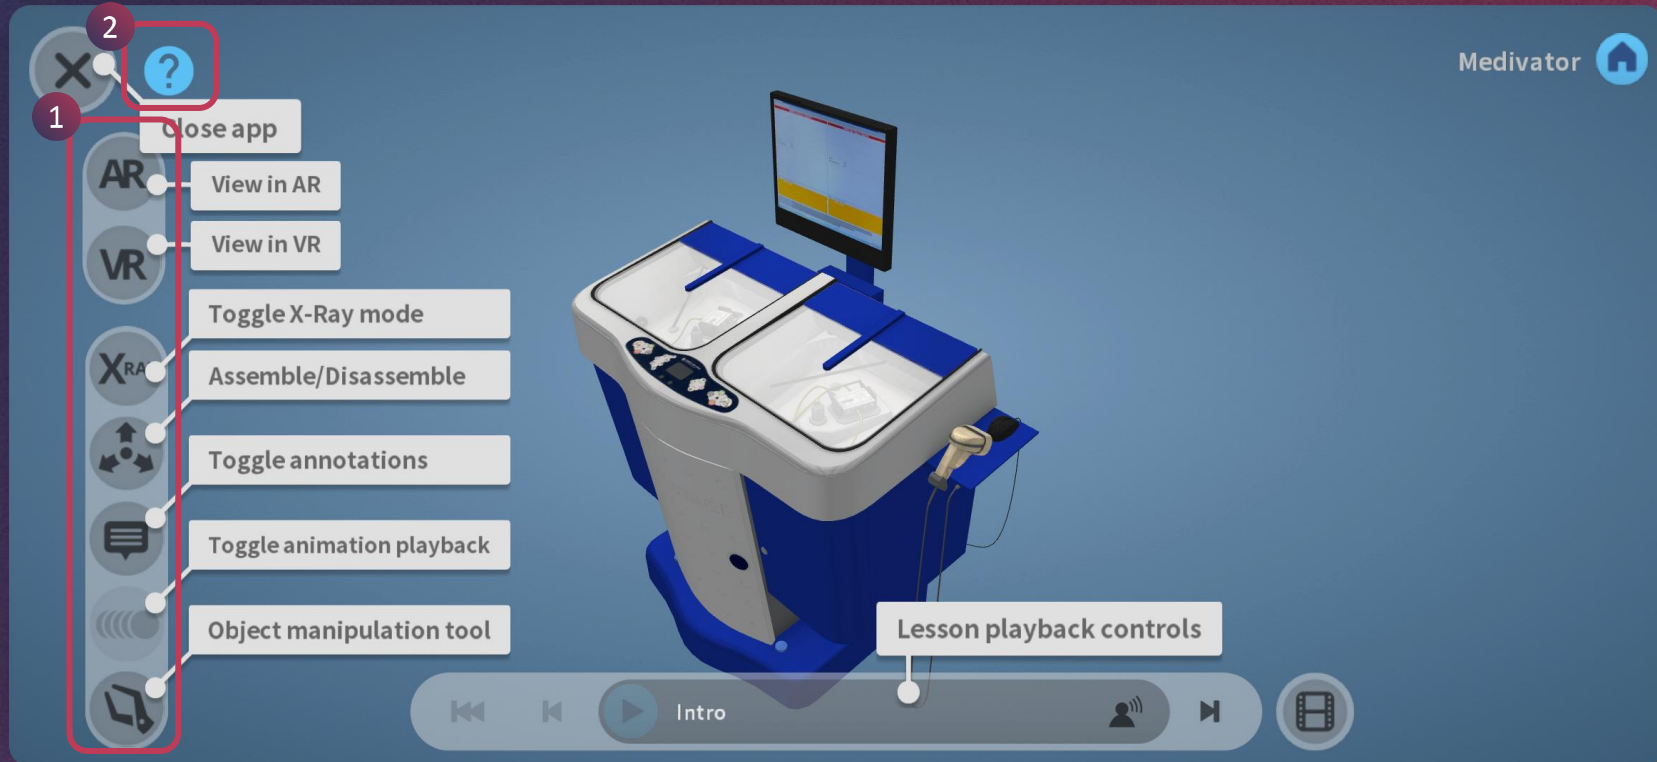 2
?
Medivator
1
Close app
AR
View in AR
VR
View in VR
Toggle X-Ray mode
XRA
Assemble/Disassemble
Toggle annotations
Toggle animation playback
Object manipulation tool
Lesson playback controls
Intro